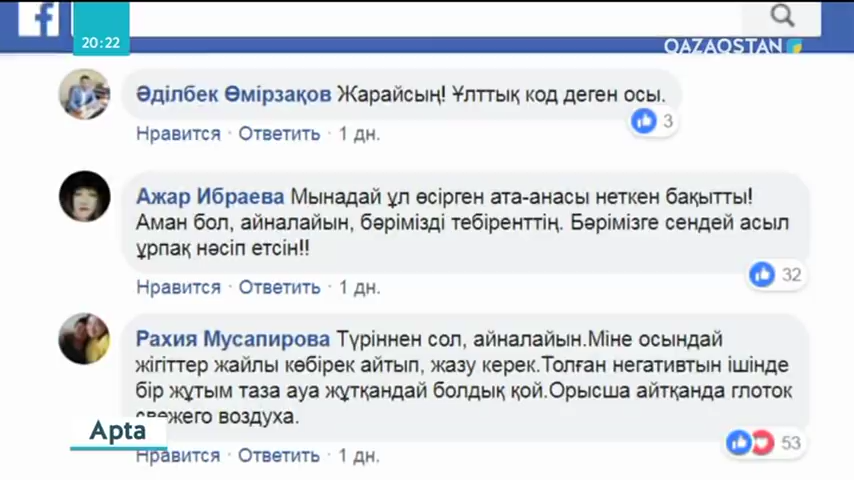 20:22
QAZAQSTAN
Әділбек Өмірзақов Жарайсың! Ұлттық код деген осы.
3
Нравится · Ответить · 1 дн.
Ажар Ибраева Мынадай ұл өсірген ата-анасы неткен бақытты!
Аман бол, айналайын, бәрімізді тебіренттің. Бәрімізге сендей асыл
ұрпақ нәсіп етсін!!
32
Нравится · Ответить · 1 дн.
Рахия Мусапирова Түріннен сол, айналайын.Міне осындай
жігіттер жайлы көбірек айтып, жазу керек.Толған негативтын ішінде
бір жұтым таза ауа жұтқандай болдық қой.Орысша айтқанда глоток
свежего воздуха.
53
Apta
Нравится · Ответить · 1 дн.